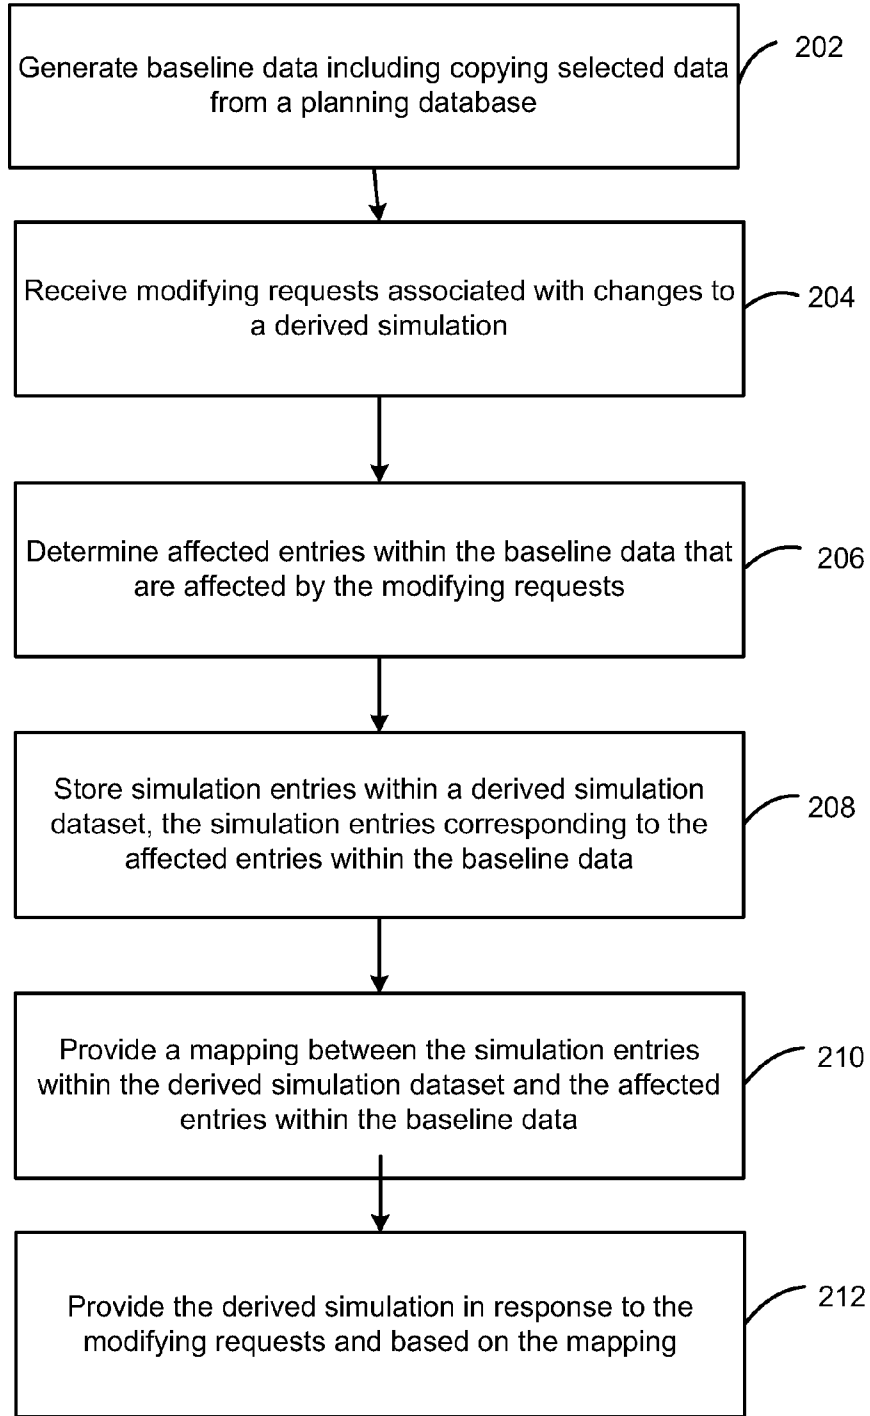 Generate baseline data including copying selected data
from a planning database
202
Receive modifying requests associated with changes to
a derived simulation
204
Determine affected entries within the baseline data that
are affected by the modifying requests
206
Store simulation entries within a derived simulation
dataset, the simulation entries corresponding to the
affected entries within the baseline data
208
Provide a mapping between the simulation entries
within the derived simulation dataset and the affected
entries within the baseline data
210
Provide the derived simulation in response to the
modifying requests and based on the mapping
212